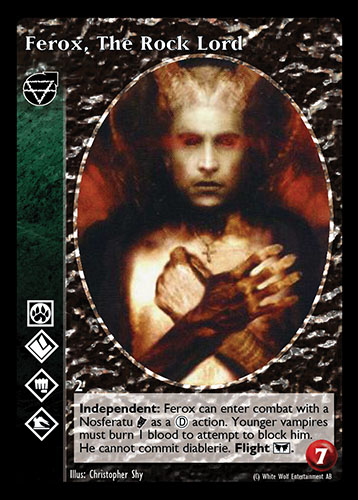 Ferox, The Rock Lord
2
Independent: Ferox can enter combat with a
Nosferatu as a D action. Younger vampires
must burn 1 blood to attempt to block him.
He cannot commit diablerie. Flight.
7
Illus: Christopher Shy
(C) White Wolf Entertainment AB